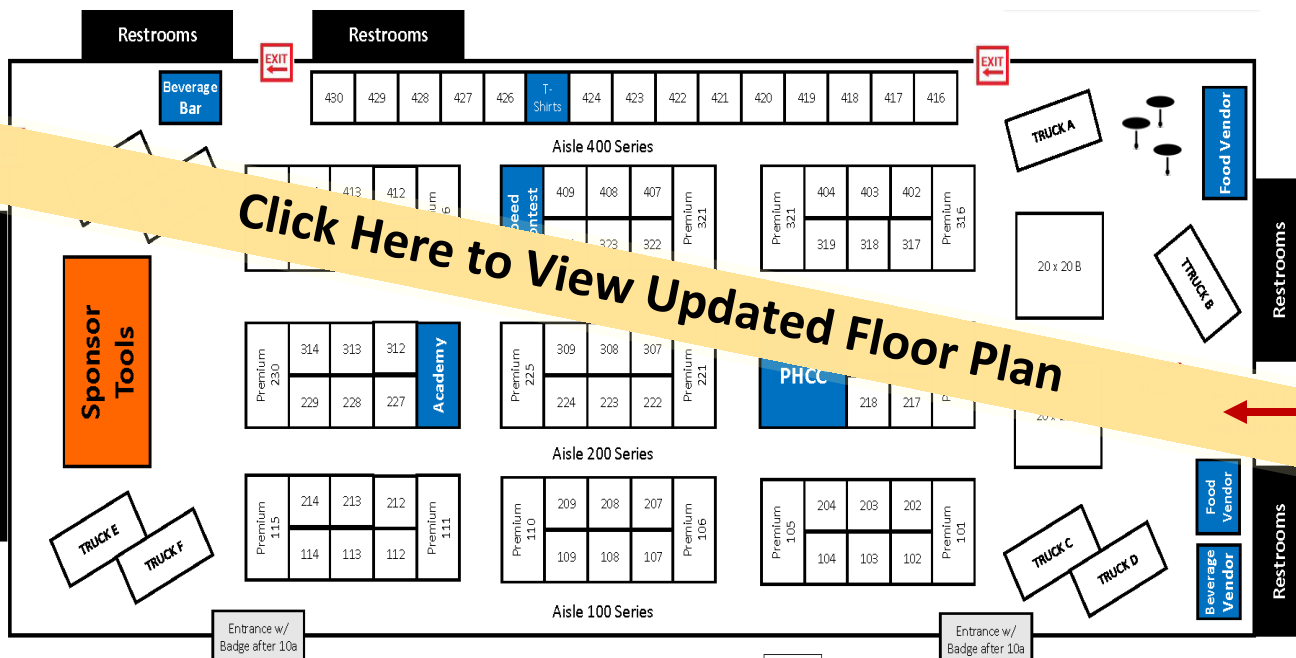 Restrooms
Restrooms
EXIT
EXIT
Beverage
Bar
430 429 428 427 426 T-
Shirts 424 423 422 421 420 419 418 417 416
Aisle 400 Series
TRUCK A
Food Vendor
413 412
409 408 407
Premium
321
Premium
321
404 403 402
Premium
316
322
319 318 317
20 x 20 B
TTRUCK B
Restrooms
Click Here to View Updated Floor Plan
Sponsor
Tools
Premium
230
314 313 312
229 228 227
Academy
Premium
225
309 308 307
224 223 222
Premium
221
PHCC
218 217
Aisle 200 Series
Premium
115
214 213 212
114 113 112
Premium
111
Premium
110
209 208 207
109 108 107
Premium
106
Premium
105
204 203 202
104 103 102
Premium
101
TRUCK E
TRUCK F
TRUCK C
TRUCK D
Food
Vendor
Beverage
Vendor
Restrooms
Aisle 100 Series
Entrance w/
Badge after 10a
Entrance w/
Badge after 10a